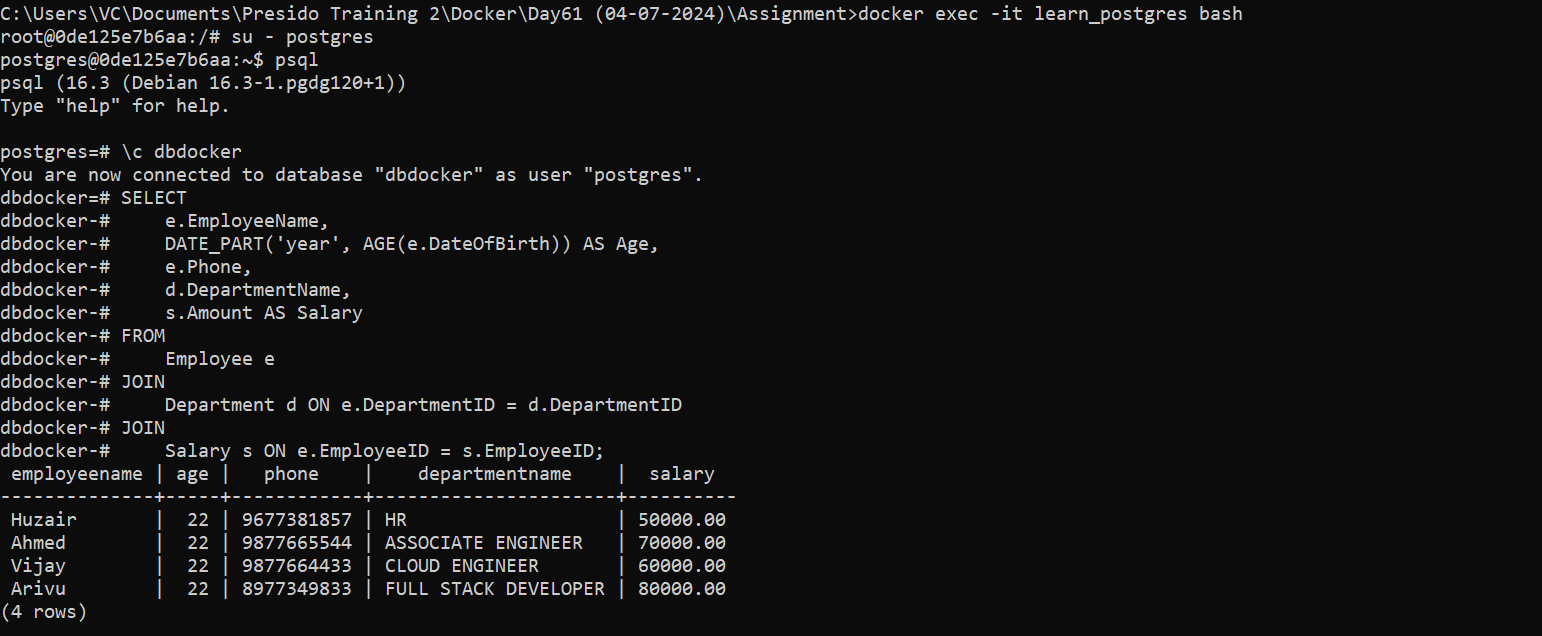 C:\Users\VC\Documents\Presido Training 2\Docker\Day61 (04-07-2024)\Assignment>docker exec -it learn_postgres bash
root@0de125e7b6aa:/# su - postgres
postgres@0de125e7b6aa:~$ psql
psql (16.3 (Debian 16.3-1.pgdg120+1))
Type "help" for help.

postgres=# \c dbdocker
You are now connected to database "dbdocker" as user "postgres".
dbdocker=# SELECT
dbdocker-#     e.EmployeeName,
dbdocker-#     DATE_PART('year', AGE(e.DateOfBirth)) AS Age,
dbdocker-#     e.Phone,
dbdocker-#     d.DepartmentName,
dbdocker-#     s.Amount AS Salary
dbdocker-# FROM
dbdocker-#     Employee e
dbdocker-# JOIN
dbdocker-#     Department d ON e.DepartmentID = d.DepartmentID
dbdocker-# JOIN
dbdocker-#     Salary s ON e.EmployeeID = s.EmployeeID;
 employeename | age |   phone    |    departmentname    |  salary
--------------+-----+------------+----------------------+----------
 Huzair       |  22 | 9677381857 | HR                   | 50000.00
 Ahmed        |  22 | 9877665544 | ASSOCIATE ENGINEER   | 70000.00
 Vijay        |  22 | 9877664433 | CLOUD ENGINEER       | 60000.00
 Arivu        |  22 | 8977349833 | FULL STACK DEVELOPER | 80000.00
(4 rows)